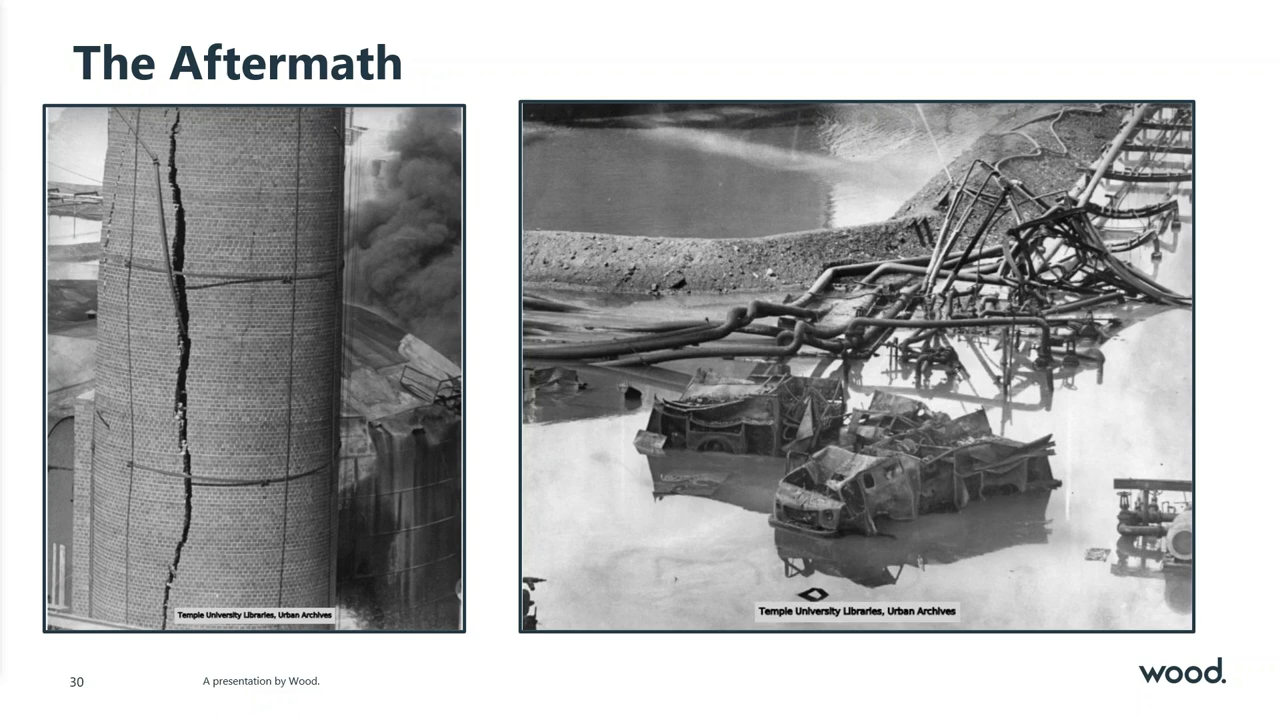 The Aftermath
Temple University Libraries, Urban Archives
Temple University Libraries, Urban Archives
30
A presentation by Wood.
wood.